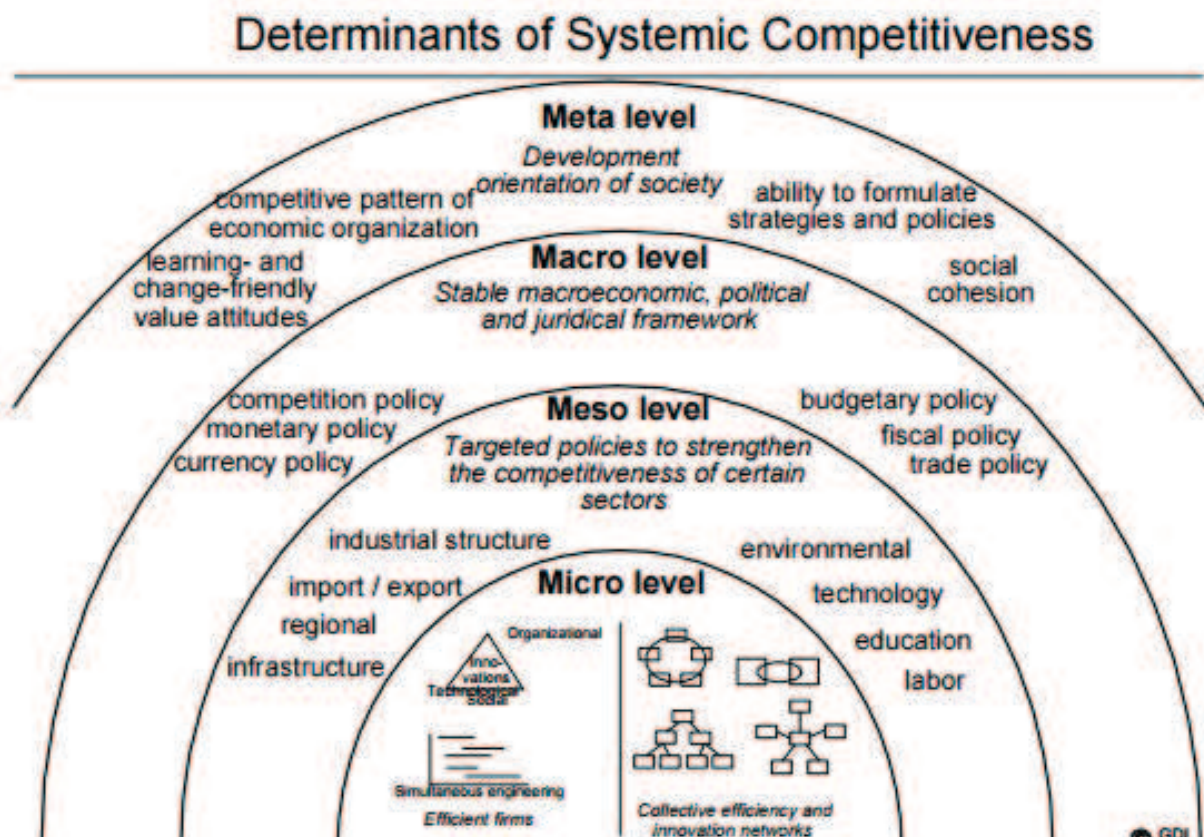 Determinants of Systemic Competitiveness
Meta level
Development
orientation of society
competitive pattern of
economic organization
ability to formulate
strategies and policies
learning- and
change-friendly
value attitudes
social
cohesion
Macro level
Stable macroeconomic, political
and juridical framework
competition policy
monetary policy
currency policy
budgetary policy
fiscal policy
trade policy
Meso level
Targeted policies to strengthen
the competitiveness of certain
sectors
industrial structure
import / export
regional
infrastructure
environmental
technology
education
labor
Micro level
Organizational
Inno-
vations
Technological
Social
Simultaneous engineering
Efficient firms
Collective efficiency and
innovation networks